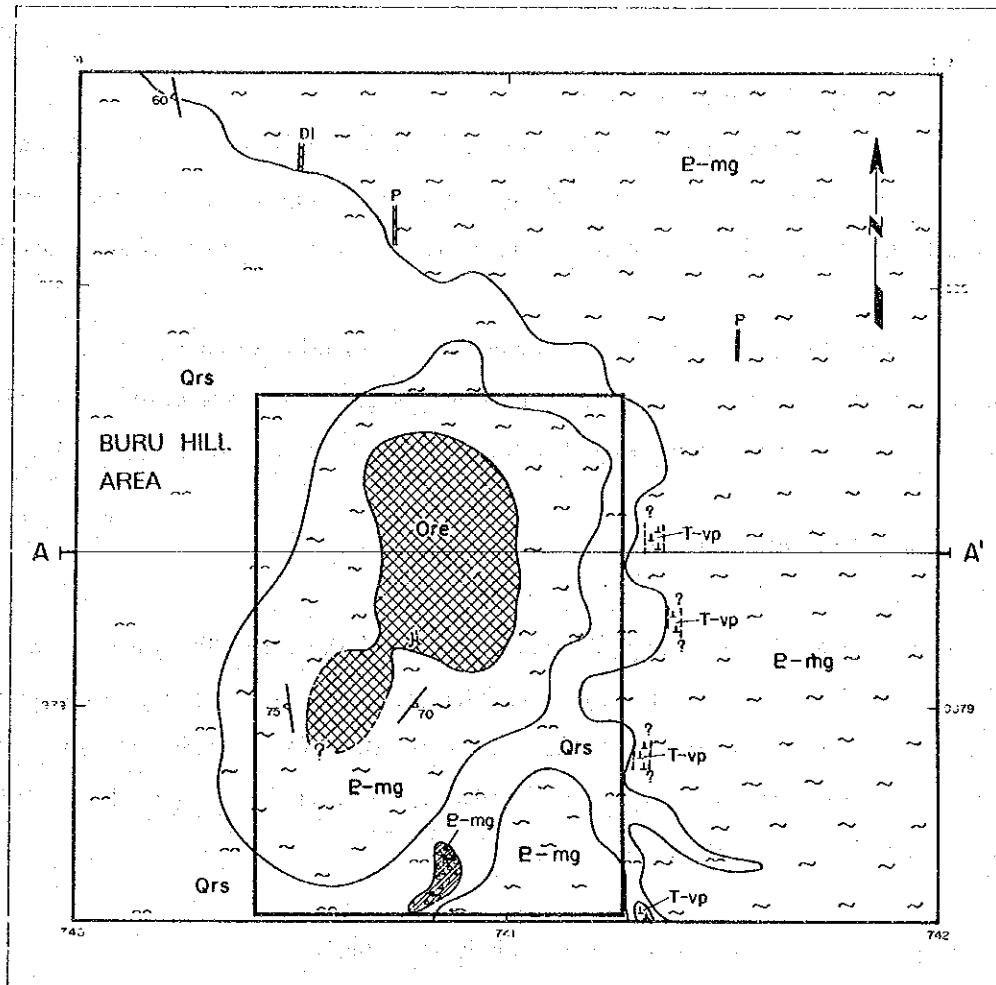 60
Dl
P
P-mg
N
P
Qrs
BURU HILL
AREA
Ore
?
T-vp
A
A'
?
T-vp
?
P-mg
75
70
?
?
T-vp
?
Qrs
P-mg
P-mg
P-mg
Qrs
T-vp
741
742